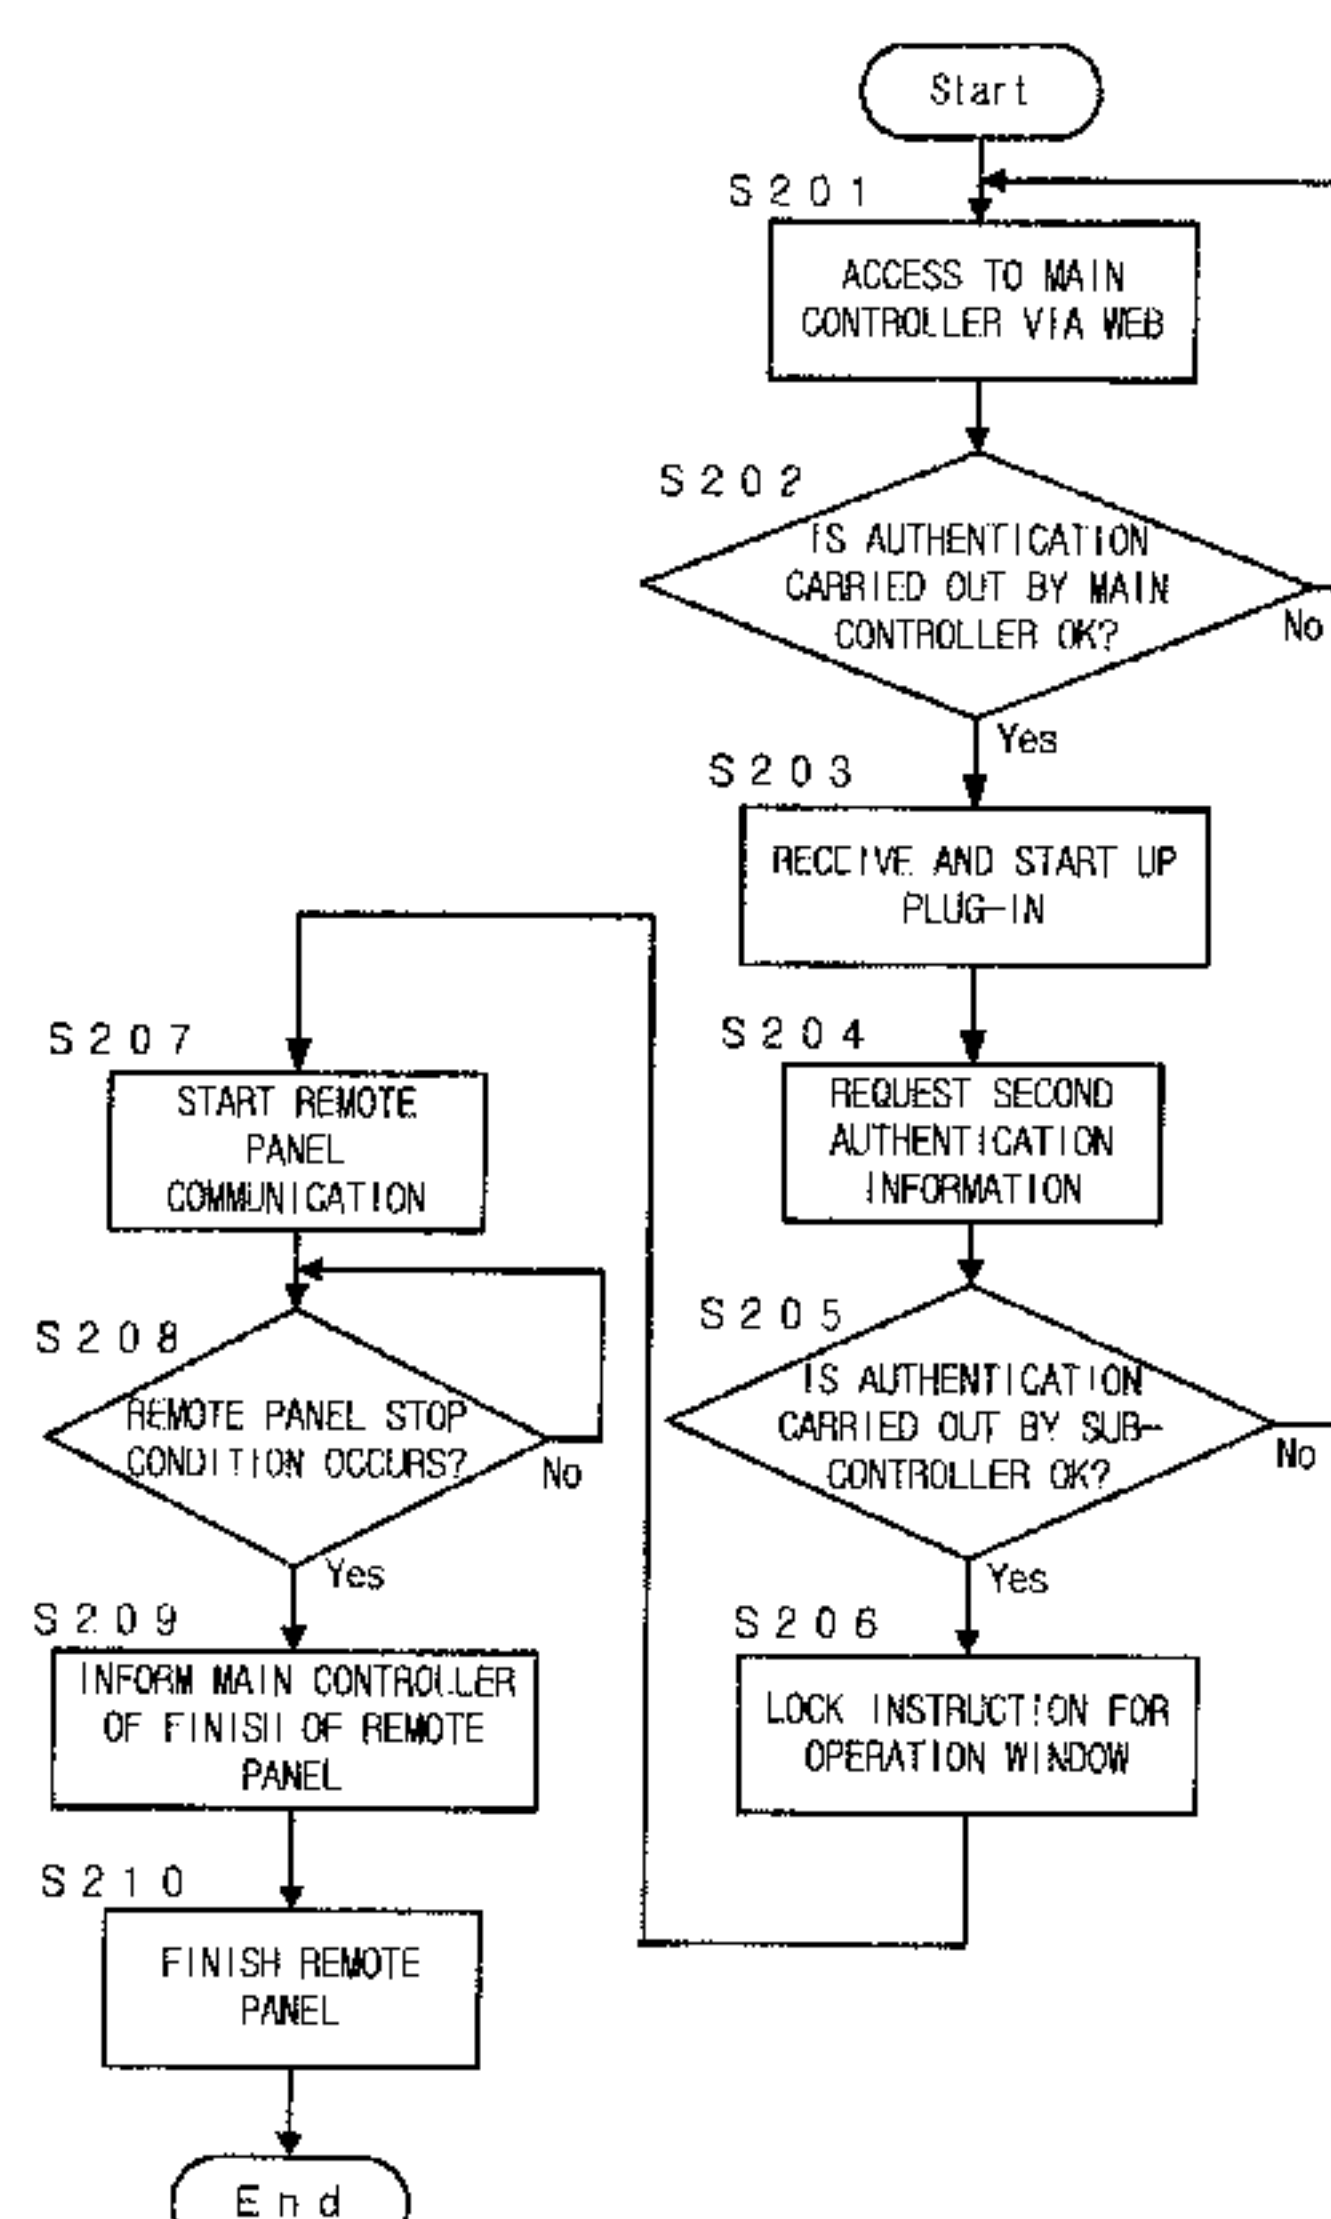 Start
S201
ACCESS TO MAIN
CONTROLLER VIA WEB
S202
IS AUTHENTICATION
CARRIED OUT BY MAIN
CONTROLLER OK?
No
Yes
S203
RECEIVE AND START UP
PLUG-IN
S204
REQUEST SECOND
AUTHENTICATION
INFORMATION
S205
IS AUTHENTICATION
CARRIED OUT BY SUB-
CONTROLLER OK?
No
Yes
S206
LOCK INSTRUCTION FOR
OPERATION WINDOW
S207
START REMOTE
PANEL
COMMUNICATION
S208
REMOTE PANEL STOP
CONDITION OCCURS?
No
Yes
S209
INFORM MAIN CONTROLLER
OF FINISH OF REMOTE
PANEL
S210
FINISH REMOTE
PANEL
End